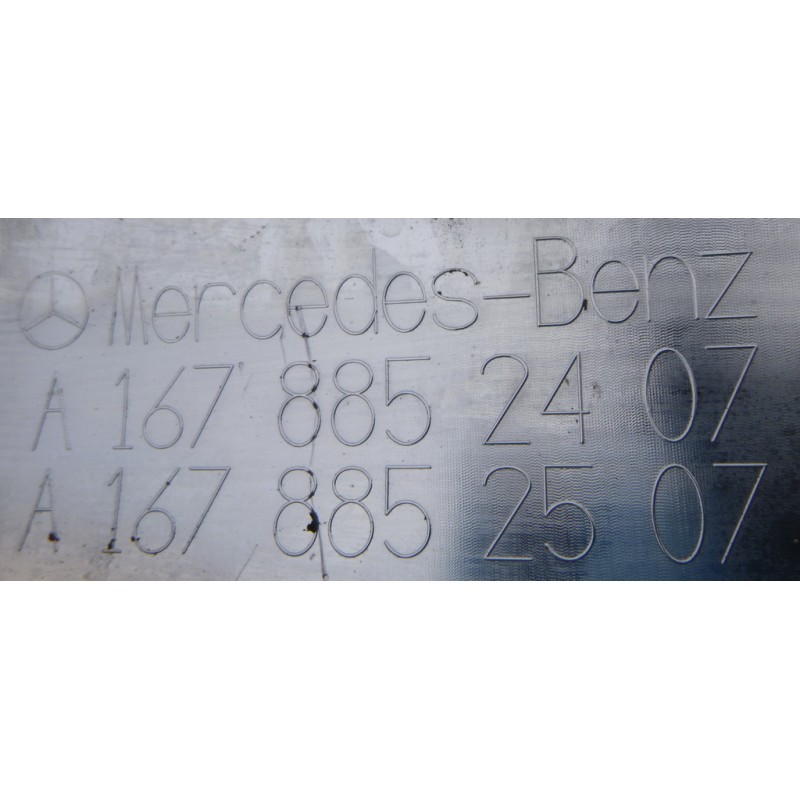 Mercedes-Benz
A 167 885 24 07
A 167 885 25 07